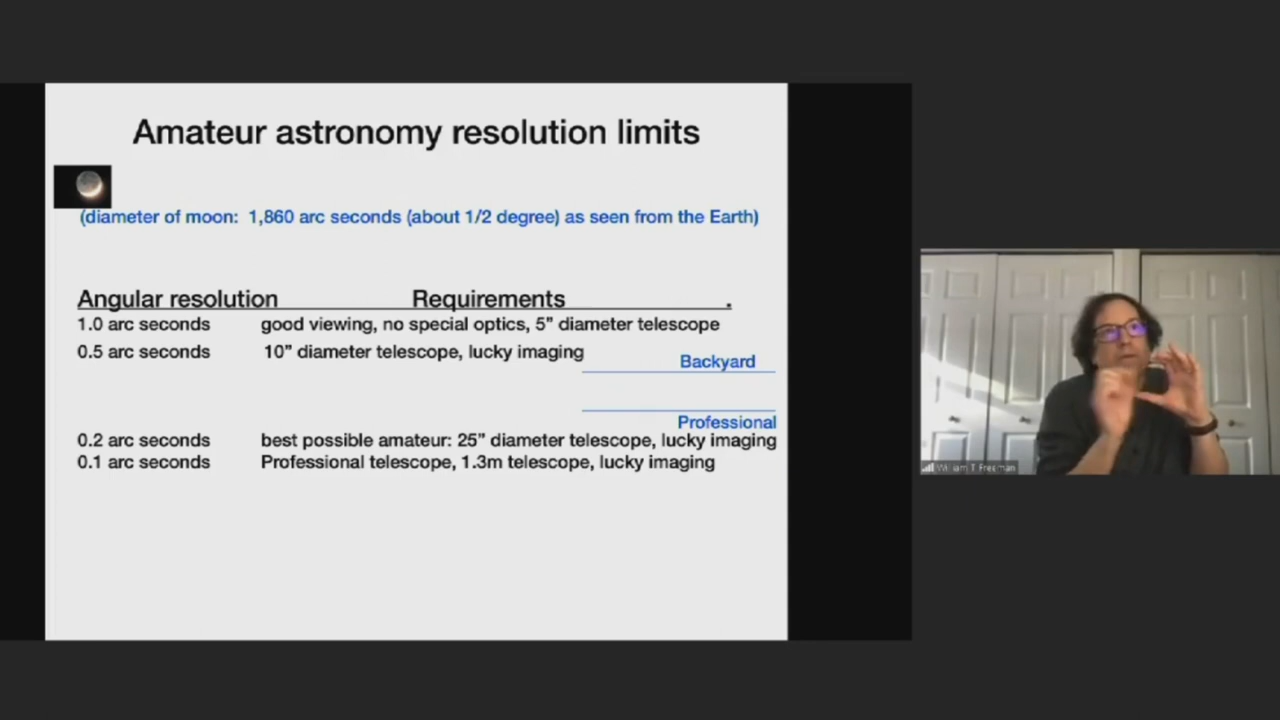 Amateur astronomy resolution limits
(diameter of moon: 1,860 arc seconds (about 1/2 degree) as seen from the Earth)
Angular resolution Requirements .
1.0 arc seconds good viewing, no special optics, 5” diameter telescope
0.5 arc seconds 10” diameter telescope, lucky imaging
Backyard
Professional
0.2 arc seconds best possible amateur: 25” diameter telescope, lucky imaging
0.1 arc seconds Professional telescope, 1.3m telescope, lucky imaging
William T Freeman